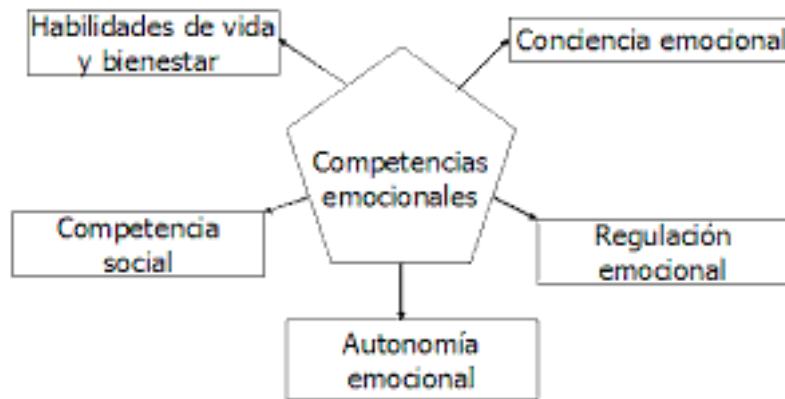 Habilidades de vida
y bienestar
Conciencia emocional
Competencias
emocionales
Competencia
social
Regulación
emocional
Autonomía
emocional